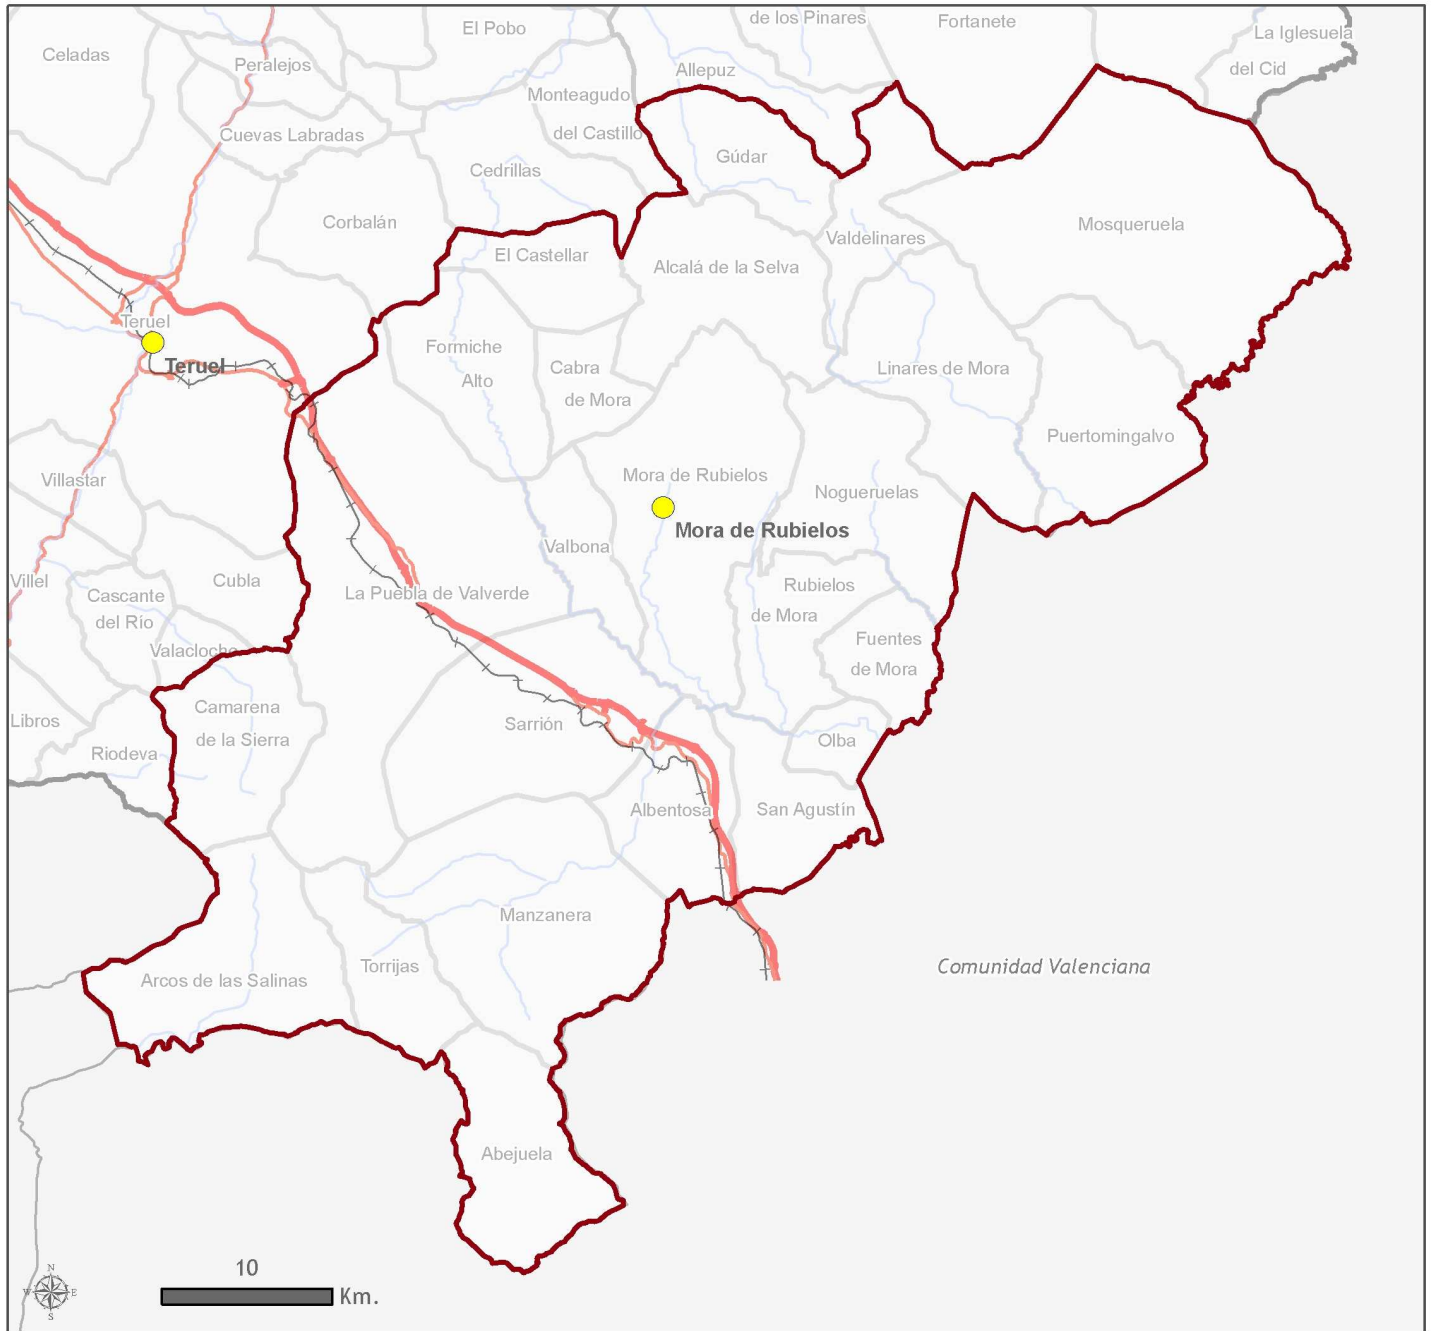 de los Pinares
Fortanete
El Pobo
La Iglesuela
del Cid
Celadas
Peralejos
Allepuz
Monteagudo
del Castillo
Cuevas Labradas
Gúdar
Cedrillas
Corbalán
Mosqueruela
Valdelinares
El Castellar
Alcalá de la Selva
Teruel
Teruel
Formiche
Alto
Cabra
de Mora
Linares de Mora
Puertomingalvo
Villastar
Mora de Rubielos
Mora de Rubielos
Nogueruelas
Valbona
Villel
Cascante
del Río
Cubla
La Puebla de Valverde
Rubielos
de Mora
Valacloche
Fuentes
de Mora
Libros
Camarena
de la Sierra
Sarrión
Riodeva
Olba
Albentosa
San Agustín
Manzanera
Arcos de las Salinas
Torrijas
Comunidad Valenciana
Abejuela
10
Km.
N
W
E
S